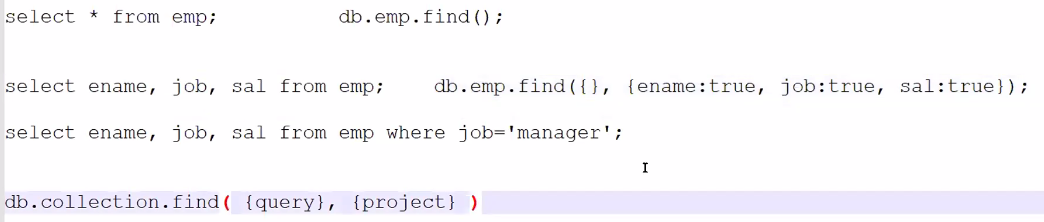 select * from emp; db.emp.find();
select ename, job, sal from emp; db.emp.find({}, {ename:true, job:true, sal:true});
select ename, job, sal from emp where job='manager';
db.collection.find( {query}, {project} )